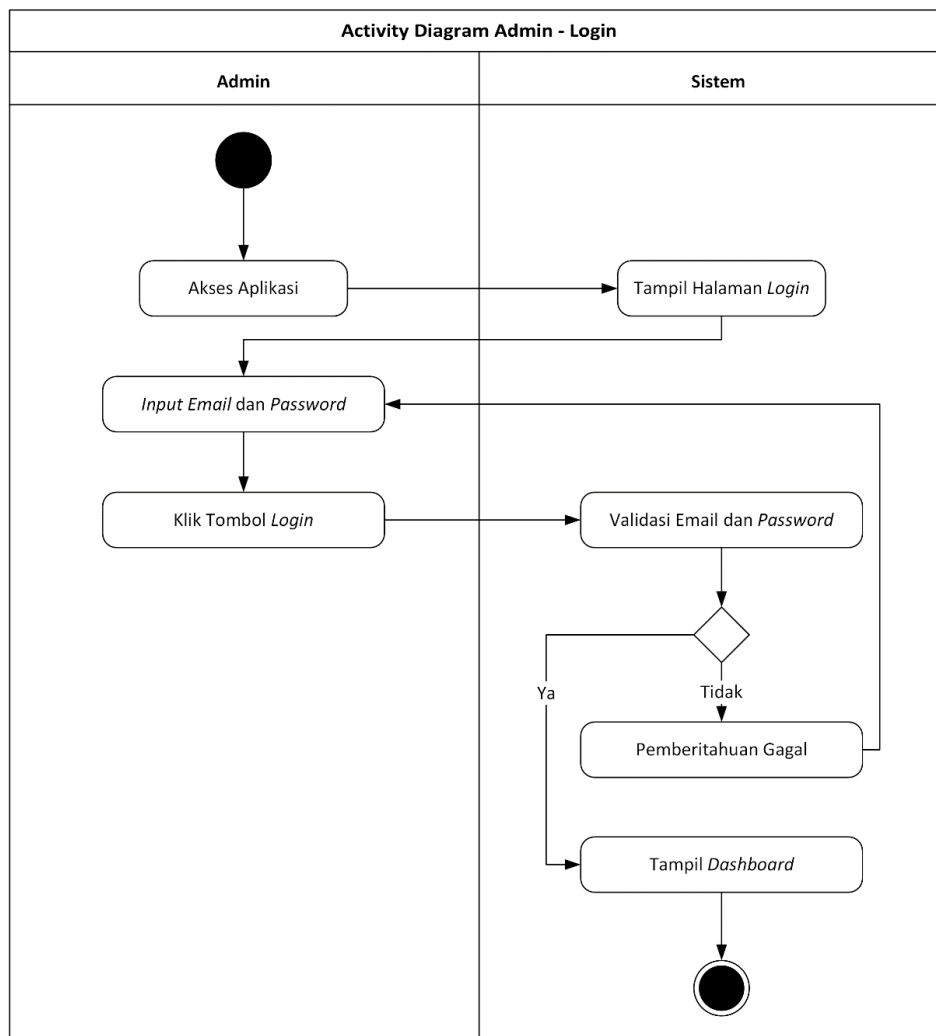 Activity Diagram Admin - Login
Admin
Sistem
Akses Aplikasi
Tampil Halaman Login
Input Email dan Password
Klik Tombol Login
Validasi Email dan Password
Ya
Tidak
Pemberitahuan Gagal
Tampil Dashboard